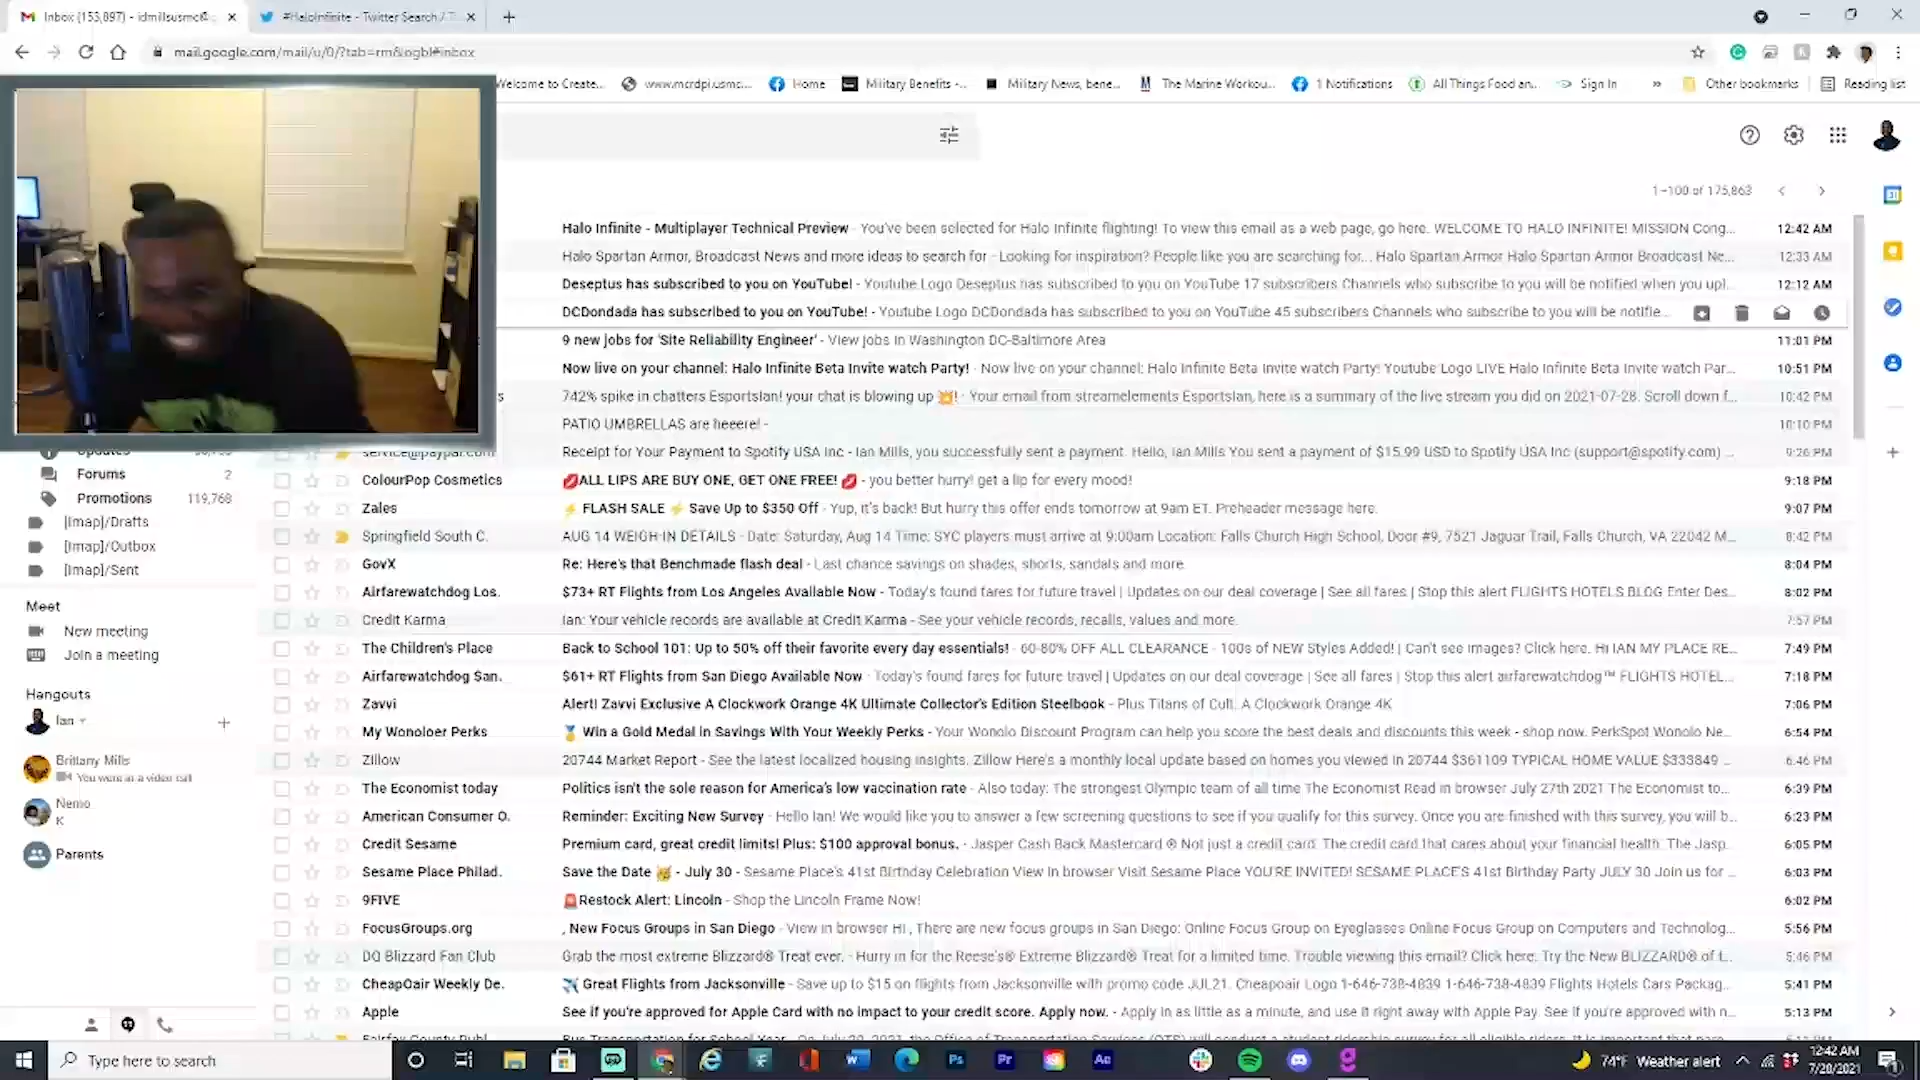 Inbox (153,897) - idmillsusmc@
#HaloInfinite - Twitter Search / T
mail.google.com/mail/u/0/?tab=rm&ogbl#inbox
Welcome to Create...
www.mcrdpi.usmc...
Home
Military Benefits -...
Military News, bene...
The Marine Workou...
1 Notifications
All Things Food an...
Sign In
»
Other bookmarks
Reading list
1-100 of 175,863
Halo Infinite - Multiplayer Technical Preview - You've been selected for Halo Infinite flighting! To view this email as a web page, go here. WELCOME TO HALO INFINITE! MISSION Cong... 12:42 AM
Halo Spartan Armor, Broadcast News and more ideas to search for - Looking for inspiration? People like you are searching for... Halo Spartan Armor Halo Spartan Armor Broadcast Ne... 12:33 AM
Deseptus has subscribed to you on YouTube! - Youtube Logo Deseptus has subscribed to you on YouTube 17 subscribers Channels who subscribe to you will be notified when you upl... 12:12 AM
DCDondada has subscribed to you on YouTube! - Youtube Logo DCDondada has subscribed to you on YouTube 45 subscribers Channels who subscribe to you will be notifie...
9 new jobs for 'Site Reliability Engineer' - View jobs in Washington DC-Baltimore Area 11:01 PM
Now live on your channel: Halo Infinite Beta Invite watch Party! - Now live on your channel: Halo Infinite Beta Invite watch Party! Youtube Logo LIVE Halo Infinite Beta Invite watch Par... 10:51 PM
742% spike in chatters EsportsIan! your chat is blowing up 💥! - Your email from streamelements EsportsIan, here is a summary of the live stream you did on 2021-07-28. Scroll down f... 10:42 PM
PATIO UMBRELLAS are heeere! - 10:10 PM
service@paypal.com Receipt for Your Payment to Spotify USA Inc - Ian Mills, you successfully sent a payment. Hello, Ian Mills You sent a payment of $15.99 USD to Spotify USA Inc (support@spotify.com) ... 9:26 PM
Updates
Forums 2
Promotions 119,768
[Imap]/Drafts
[Imap]/Outbox
[Imap]/Sent
Meet
New meeting
Join a meeting
Hangouts
Ian
Brittany Mills
You were in a video call
Nemo
K
Parents
ColourPop Cosmetics 💋ALL LIPS ARE BUY ONE, GET ONE FREE! 💋 - you better hurry! get a lip for every mood! 9:18 PM
Zales ⚡ FLASH SALE ⚡ Save Up to $350 Off - Yup, it's back! But hurry this offer ends tomorrow at 9am ET. Preheader message here. 9:07 PM
Springfield South C. AUG 14 WEIGH-IN DETAILS - Date: Saturday, Aug 14 Time: SYC players must arrive at 9:00am Location: Falls Church High School, Door #9, 7521 Jaguar Trail, Falls Church, VA 22042 M... 8:42 PM
GovX Re: Here's that Benchmade flash deal - Last chance savings on shades, shorts, sandals and more. 8:04 PM
Airfarewatchdog Los. $73+ RT Flights from Los Angeles Available Now - Today's found fares for future travel | Updates on our deal coverage | See all fares | Stop this alert FLIGHTS HOTELS BLOG Enter Des... 8:02 PM
Credit Karma Ian: Your vehicle records are available at Credit Karma - See your vehicle records, recalls, values and more. 7:57 PM
The Children's Place Back to School 101: Up to 50% off their favorite every day essentials! - 60-80% OFF ALL CLEARANCE - 100s of NEW Styles Added! | Can't see images? Click here. Hi IAN MY PLACE RE... 7:49 PM
Airfarewatchdog San. $61+ RT Flights from San Diego Available Now - Today's found fares for future travel | Updates on our deal coverage | See all fares | Stop this alert airfarewatchdog™ FLIGHTS HOTEL... 7:18 PM
Zavvi Alert! Zavvi Exclusive A Clockwork Orange 4K Ultimate Collector's Edition Steelbook - Plus Titans of Cult. A Clockwork Orange 4K 7:06 PM
My Wonoloer Perks 🏅 Win a Gold Medal in Savings With Your Weekly Perks - Your Wonolo Discount Program can help you score the best deals and discounts this week - shop now. PerkSpot Wonolo Ne... 6:54 PM
Zillow 20744 Market Report - See the latest localized housing insights. Zillow Here's a monthly local update based on homes you viewed in 20744 $361109 TYPICAL HOME VALUE $333849 ... 6:46 PM
The Economist today Politics isn't the sole reason for America's low vaccination rate - Also today: The strongest Olympic team of all time The Economist Read in browser July 27th 2021 The Economist to... 6:39 PM
American Consumer O. Reminder: Exciting New Survey - Hello Ian! We would like you to answer a few screening questions to see if you qualify for this survey. Once you are finished with this survey, you will b... 6:23 PM
Credit Sesame Premium card, great credit limits! Plus: $100 approval bonus. - Jasper Cash Back Mastercard ® Not just a credit card. The credit card that cares about your financial health. The Jasp... 6:05 PM
Sesame Place Philad. Save the Date 🥳 - July 30 - Sesame Place's 41st Birthday Celebration View In browser Visit Sesame Place YOU'RE INVITED! SESAME PLACE'S 41st Birthday Party JULY 30 Join us for ... 6:03 PM
9FIVE 🚨Restock Alert: Lincoln - Shop the Lincoln Frame Now! 6:02 PM
FocusGroups.org , New Focus Groups in San Diego - View in browser Hi , There are new focus groups in San Diego: Online Focus Group on Eyeglasses Online Focus Group on Computers and Technolog... 5:56 PM
DQ Blizzard Fan Club Grab the most extreme Blizzard® Treat ever. - Hurry in for the Reese's® Extreme Blizzard® Treat for a limited time. Trouble viewing this email? Click here. Try the New BLIZZARD® of t... 5:46 PM
CheapOair Weekly De. ✈ Great Flights from Jacksonville - Save up to $15 on flights from Jacksonville with promo code JUL21. Cheapoair Logo 1-646-738-4839 1-646-738-4839 Flights Hotels Cars Packag... 5:41 PM
Apple See if you're approved for Apple Card with no impact to your credit score. Apply now. - Apply in as little as a minute, and use it right away with Apple Pay. See if you're approved with n... 5:13 PM
Type here to search
74°F Weather alert
12:42 AM
7/28/2021